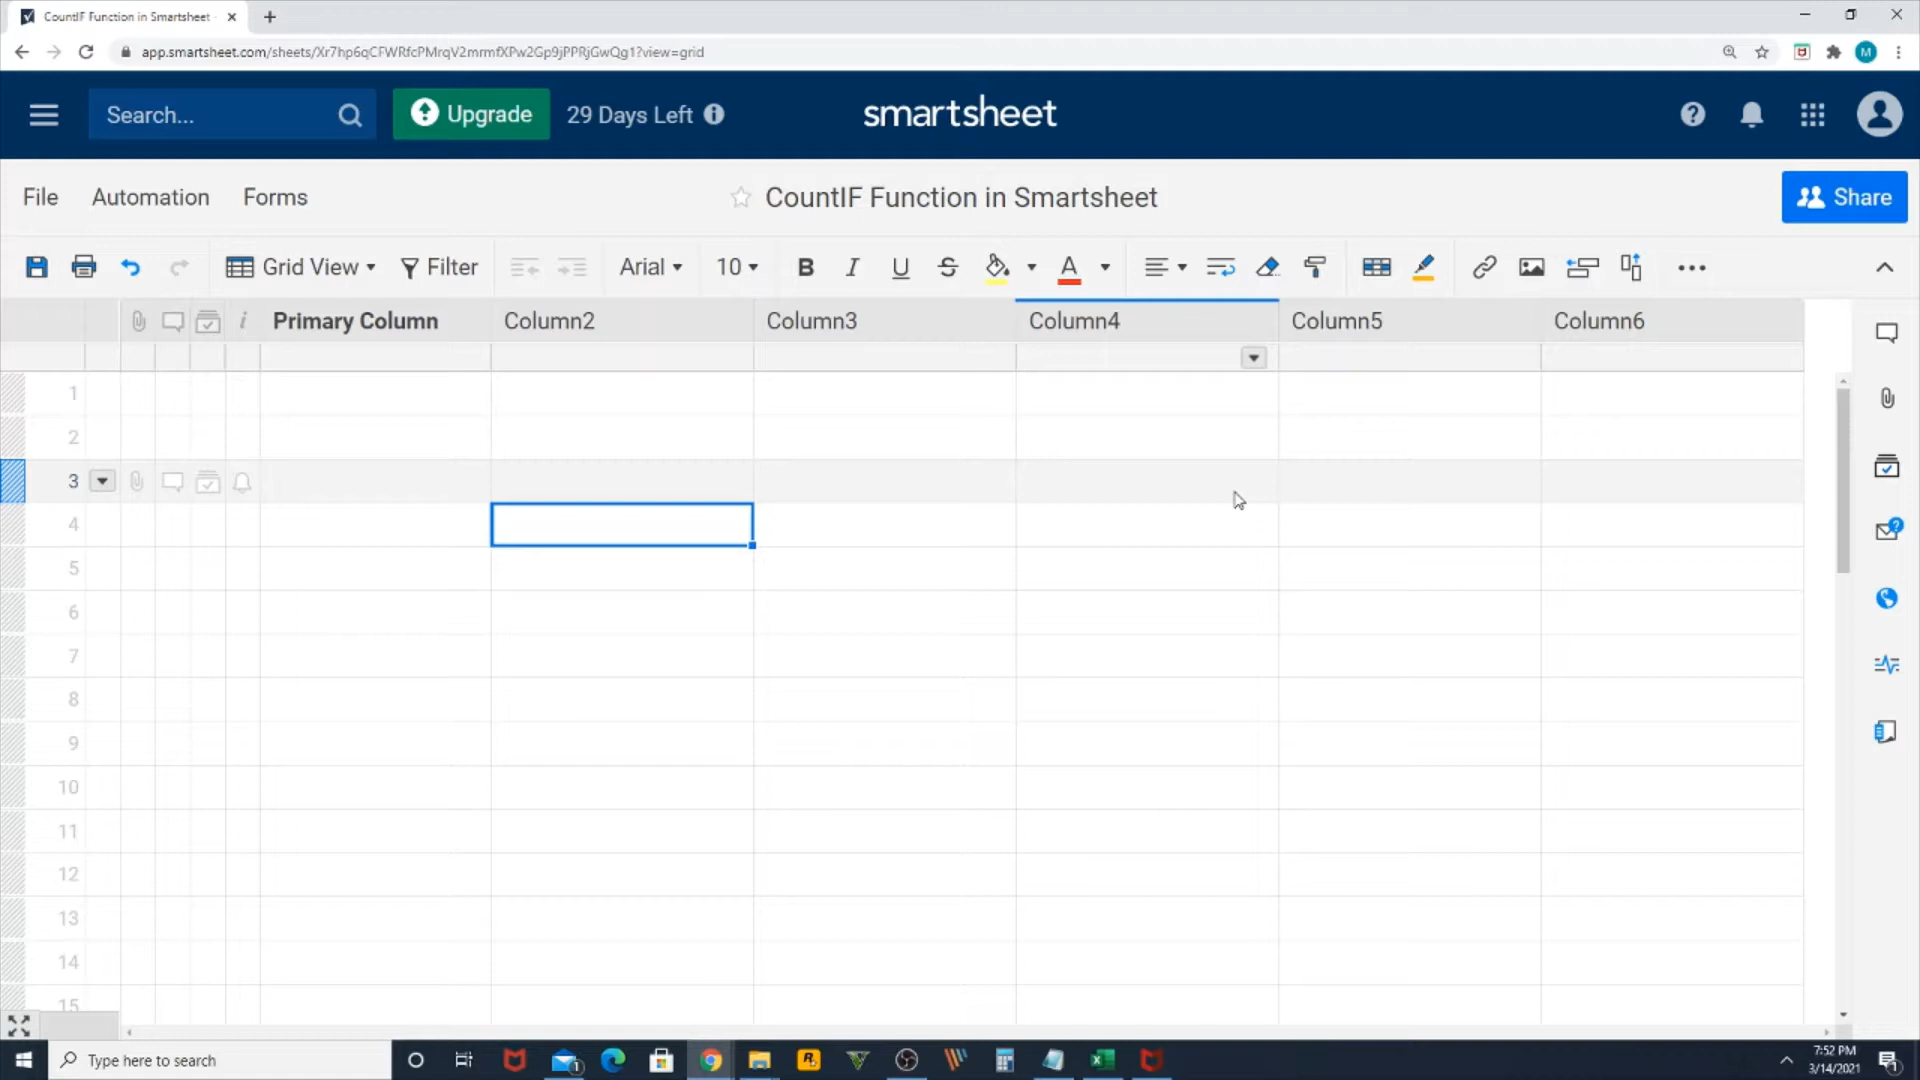 CountIF Function in Smartsheet
app.smartsheet.com/sheets/Xr7hp6qCFWRfcPMrqV2mrmfXPw2Gp9jPPRjGwQg1?view=grid
M
Search...
Upgrade
29 Days Left
smartsheet
File
Automation
Forms
CountIF Function in Smartsheet
Share
Grid View
Filter
Arial
10
B
I
U
S
A
Primary Column
Column2
Column3
Column4
Column5
Column6
1
2
3
4
5
6
7
8
9
10
11
12
13
14
15
Type here to search
7:52 PM
3/14/2021